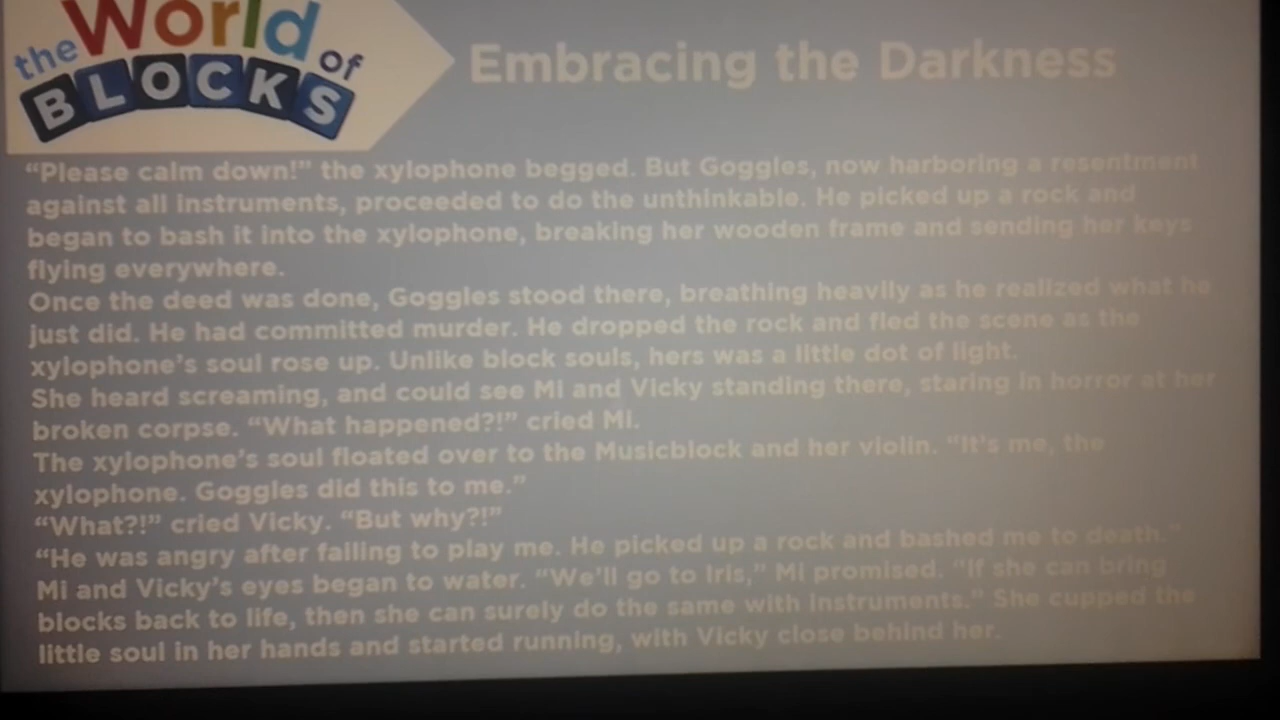 the World of
BLOCKS
Embracing the Darkness
“Please calm down!” the xylophone begged. But Goggles, now harboring a resentment
against all instruments, proceeded to do the unthinkable. He picked up a rock and
began to bash it into the xylophone, breaking her wooden frame and sending her keys
flying everywhere.
Once the deed was done, Goggles stood there, breathing heavily as he realized what he
just did. He had committed murder. He dropped the rock and fled the scene as the
xylophone’s soul rose up. Unlike block souls, hers was a little dot of light.
She heard screaming, and could see Mi and Vicky standing there, staring in horror at her
broken corpse. “What happened?!” cried Mi.
The xylophone’s soul floated over to the Musicblock and her violin. “It’s me, the
xylophone. Goggles did this to me.”
“What?!” cried Vicky. “But why?!”
“He was angry after failing to play me. He picked up a rock and bashed me to death.”
Mi and Vicky’s eyes began to water. “We’ll go to Iris,” Mi promised. “If she can bring
blocks back to life, then she can surely do the same with instruments.” She cupped the
little soul in her hands and started running, with Vicky close behind her.